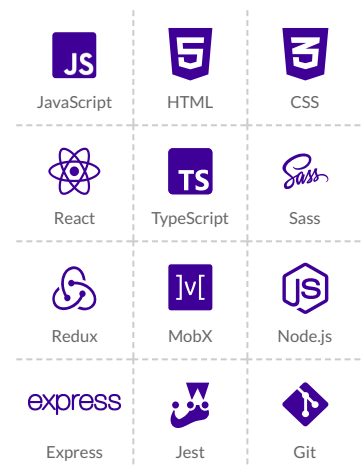 JS 5 3
JavaScript HTML CSS
TS Sass
React TypeScript Sass
]v[ JS
Redux MobX Node.js
express
Express Jest Git